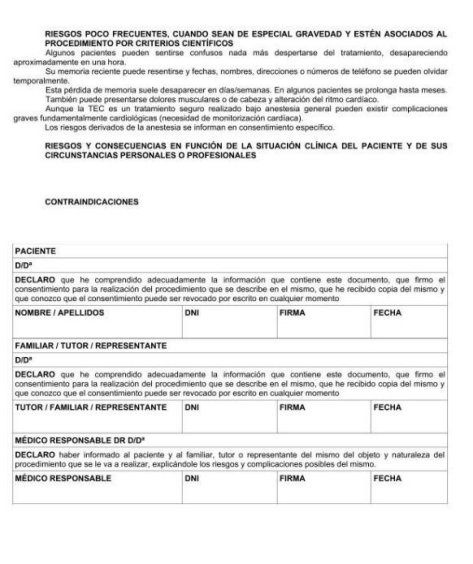 RIESGOS POCO FRECUENTES, CUANDO SEAN DE ESPECIAL GRAVEDAD Y ESTÉN ASOCIADOS AL
PROCEDIMIENTO POR CRITERIOS CIENTÍFICOS
Algunos pacientes pueden sentirse confusos nada más despertarse del tratamiento, desapareciendo
aproximadamente en una hora.
Su memoria reciente puede resentirse y fechas, nombres, direcciones o números de teléfono se pueden olvidar
temporalmente.
Esta pérdida de memoria suele desaparecer en días/semanas. En algunos pacientes se prolonga hasta meses.
También puede presentarse dolores musculares o de cabeza y alteración del ritmo cardíaco.
Aunque la TEC es un tratamiento seguro realizado bajo anestesia general pueden existir complicaciones
graves fundamentalmente cardiológicas (necesidad de monitorización cardíaca).
Los riesgos derivados de la anestesia se informan en consentimiento específico.
RIESGOS Y CONSECUENCIAS EN FUNCIÓN DE LA SITUACIÓN CLÍNICA DEL PACIENTE Y DE SUS
CIRCUNSTANCIAS PERSONALES O PROFESIONALES
CONTRAINDICACIONES
PACIENTE
D/Dª
DECLARO que he comprendido adecuadamente la información que contiene este documento, que firmo el
consentimiento para la realización del procedimiento que se describe en el mismo, que he recibido copia del mismo y
que conozco que el consentimiento puede ser revocado por escrito en cualquier momento
NOMBRE / APELLIDOS DNI FIRMA FECHA
FAMILIAR / TUTOR / REPRESENTANTE
D/Dª
DECLARO que he comprendido adecuadamente la información que contiene este documento, que firmo el
consentimiento para la realización del procedimiento que se describe en el mismo, que he recibido copia del mismo y
que conozco que el consentimiento puede ser revocado por escrito en cualquier momento
TUTOR / FAMILIAR / REPRESENTANTE DNI FIRMA FECHA
MÉDICO RESPONSABLE DR D/Dª
DECLARO haber informado al paciente y al familiar, tutor o representante del mismo del objeto y naturaleza del
procedimiento que se le va a realizar, explicándole los riesgos y complicaciones posibles del mismo.
MÉDICO RESPONSABLE DNI FIRMA FECHA